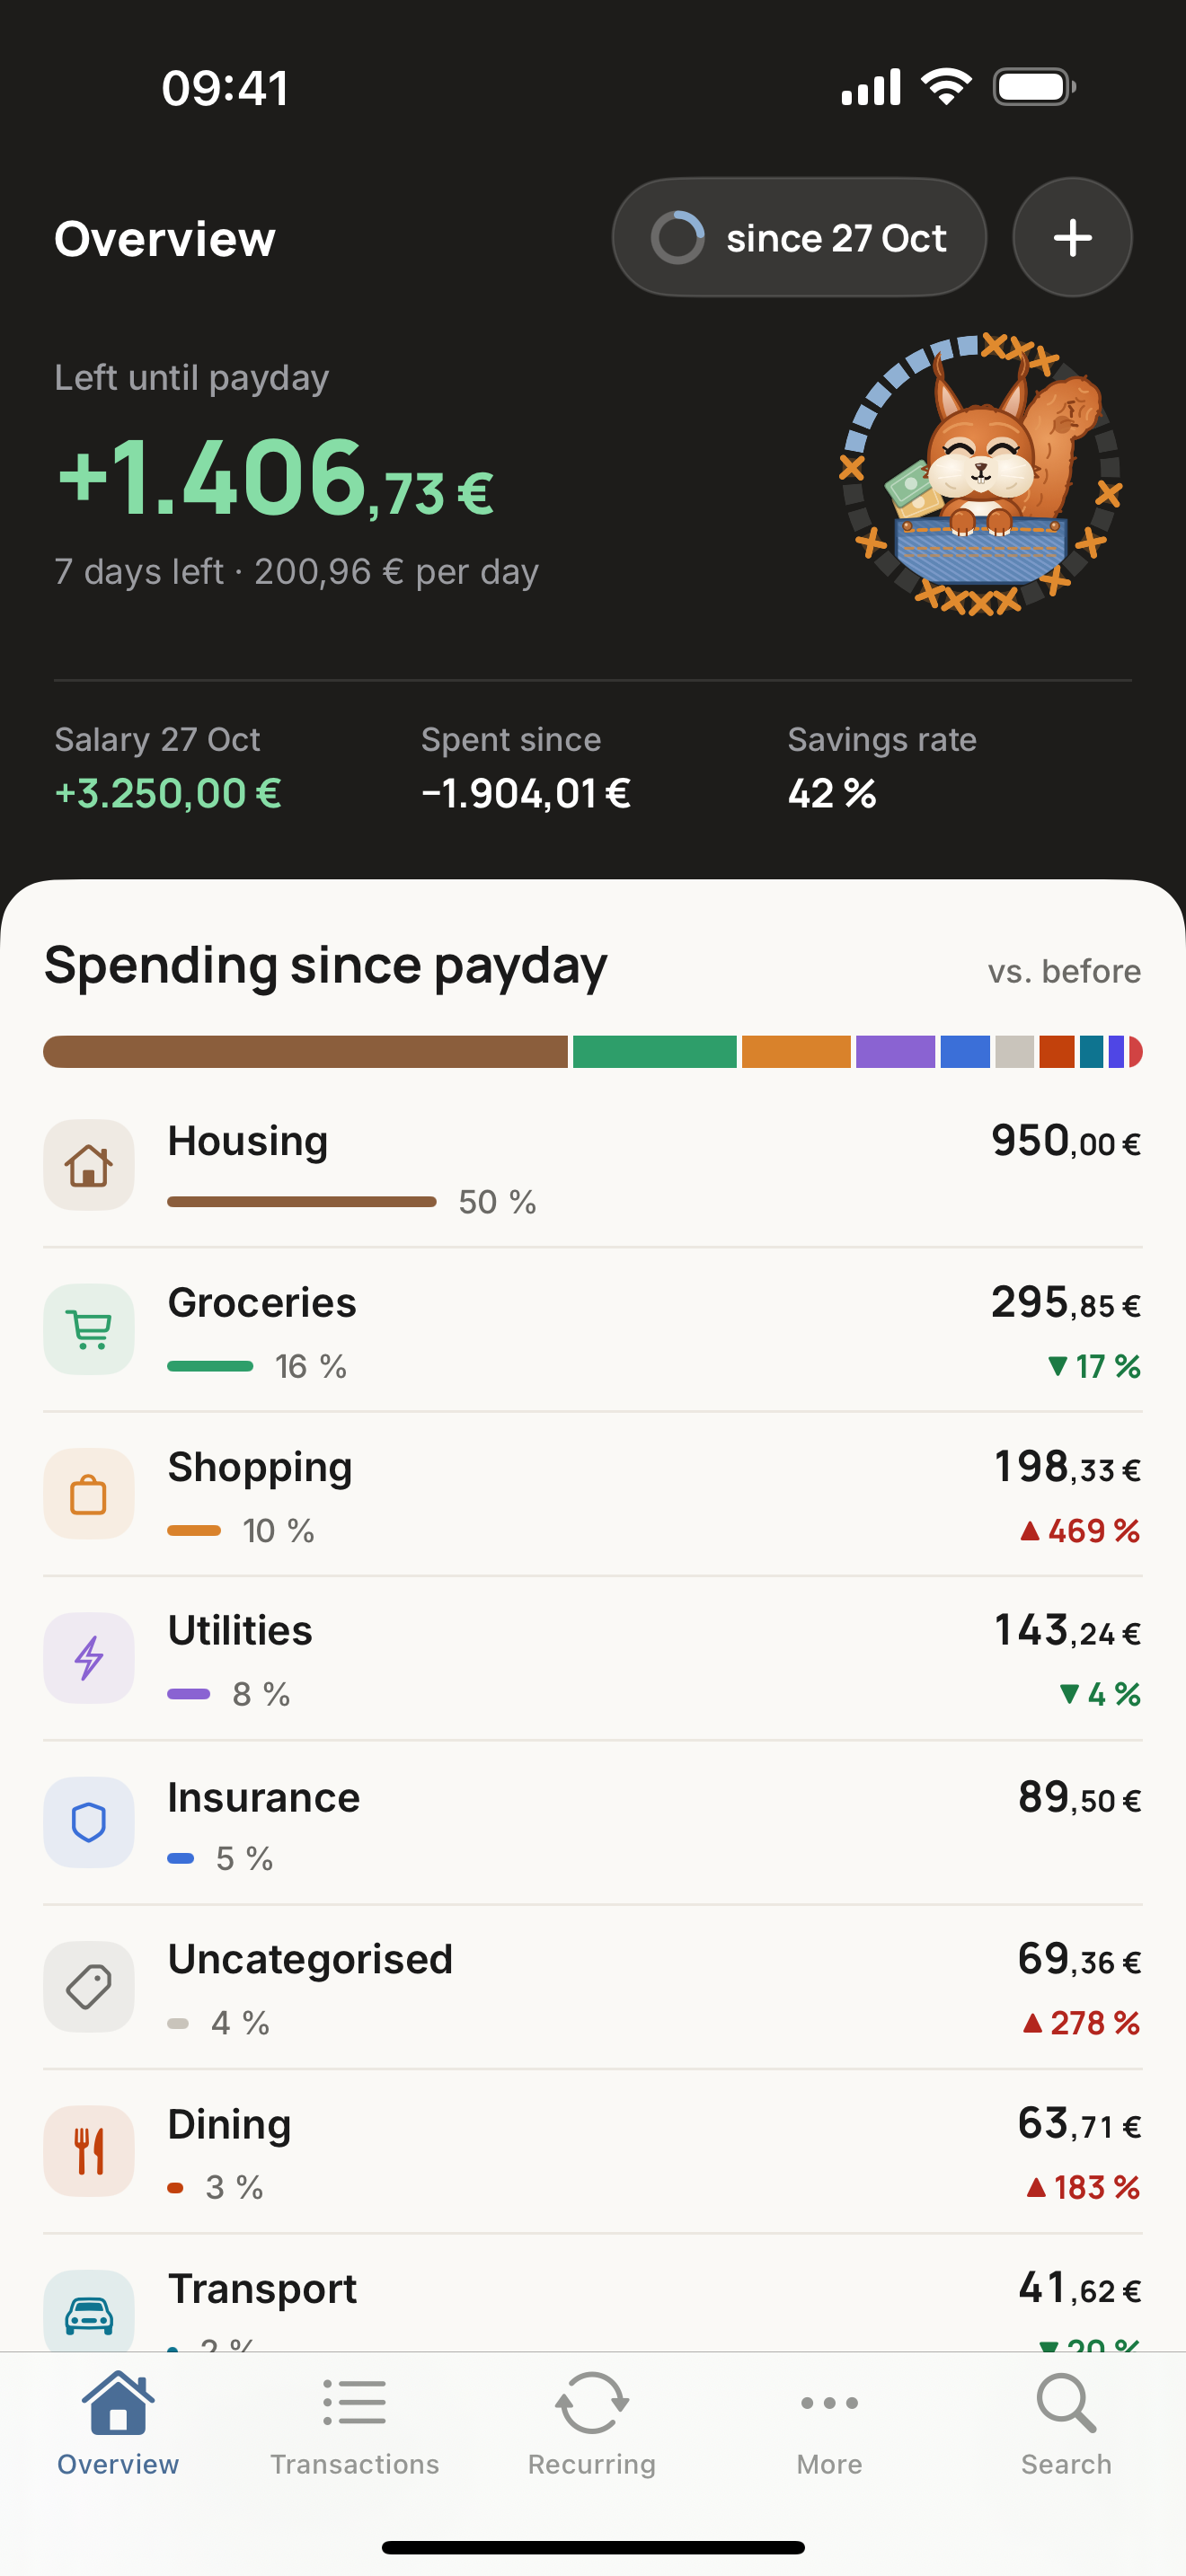 09:41
Overview
since 27 Oct
Left until payday
+1.406,73 €
7 days left · 200,96 € per day
Salary 27 Oct
Spent since
Savings rate
+3.250,00 €
−1.904,01 €
42 %
Spending since payday
vs. before
Housing
950,00 €
50 %
Groceries
295,85 €
16 %
▼ 17 %
Shopping
198,33 €
10 %
▲ 469 %
Utilities
143,24 €
8 %
▼ 4 %
Insurance
89,50 €
5 %
Uncategorised
69,36 €
4 %
▲ 278 %
Dining
63,71 €
3 %
▲ 183 %
Transport
41,62 €
2 %
▼ 20 %
Overview
Transactions
Recurring
More
Search